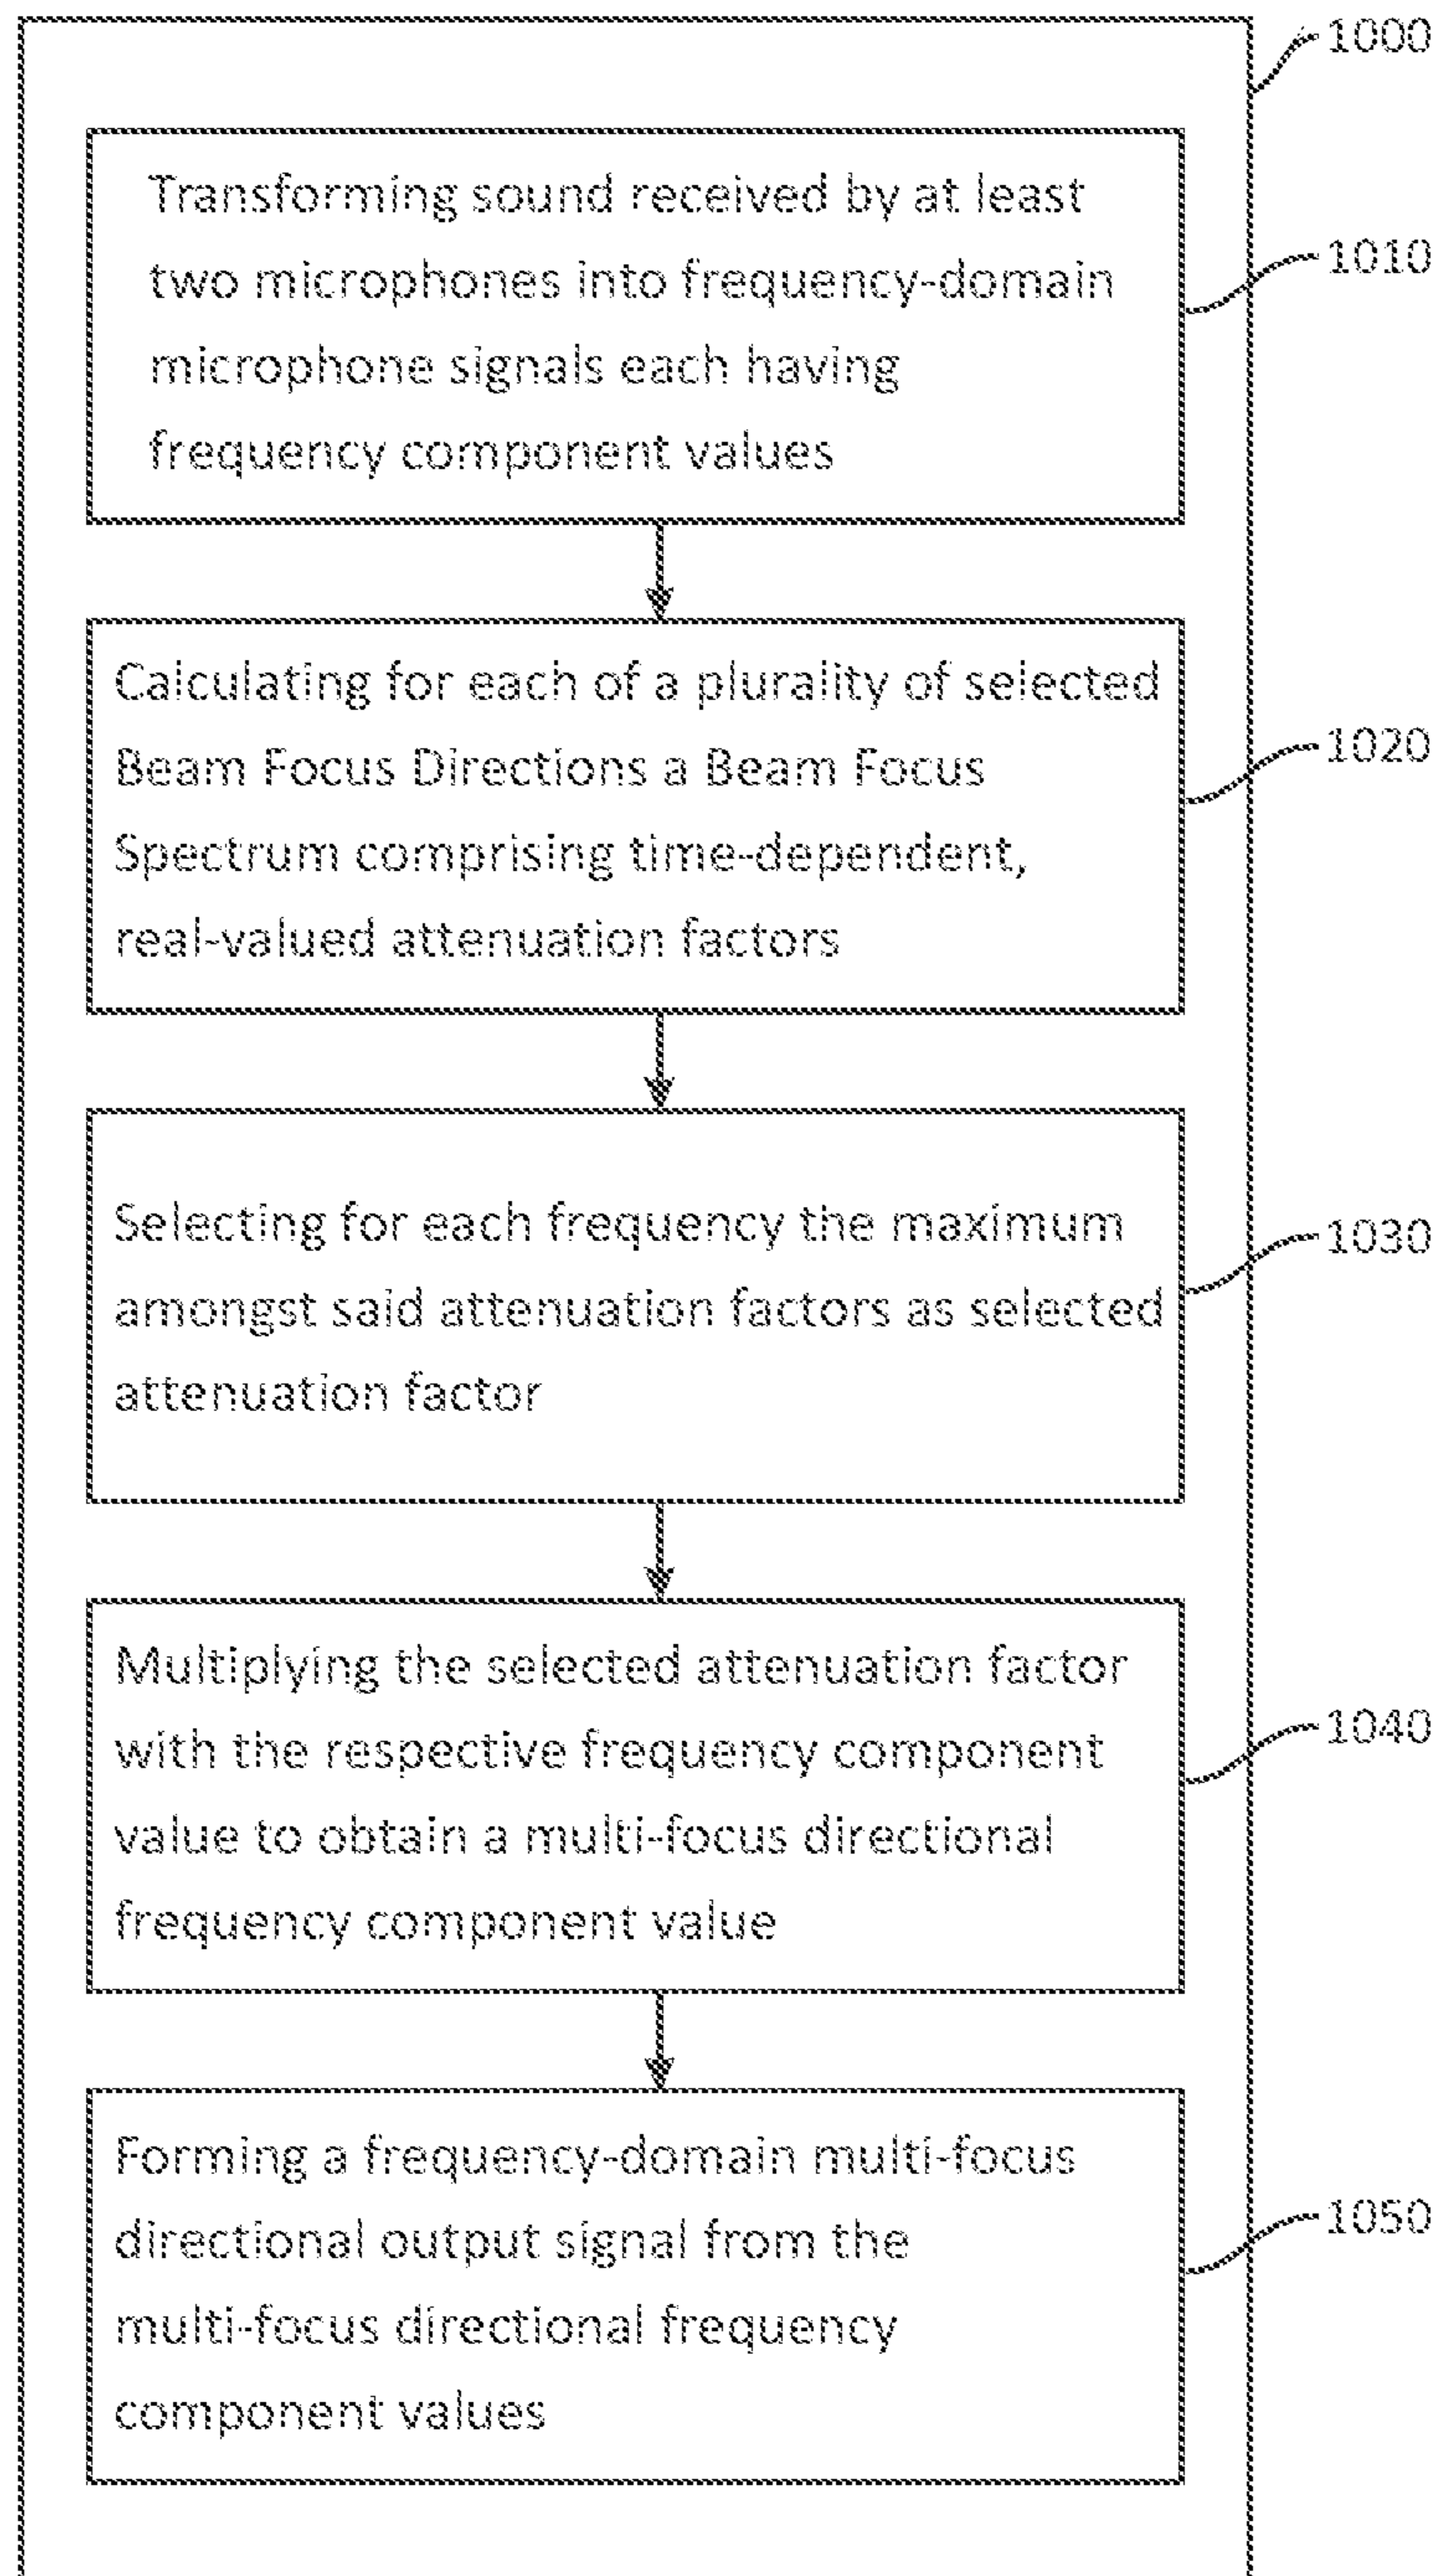 1000
Transforming sound received by at least
two microphones into frequency-domain
microphone signals each having
frequency component values
1010
Calculating for each of a plurality of selected
Beam Focus Directions a Beam Focus
Spectrum comprising time-dependent,
real-valued attenuation factors
1020
Selecting for each frequency the maximum
amongst said attenuation factors as selected
attenuation factor
1030
Multiplying the selected attenuation factor
with the respective frequency component
value to obtain a multi-focus directional
frequency component value
1040
Forming a frequency-domain multi-focus
directional output signal from the
multi-focus directional frequency
component values
1050